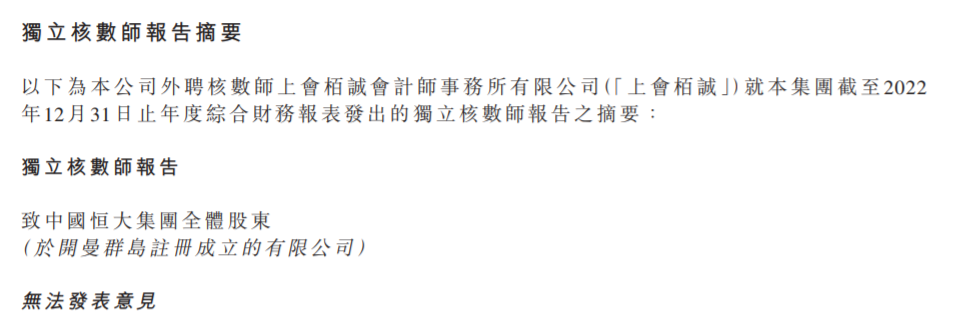 獨立核數師報告摘要
以下為本公司外聘核數師上會栢誠會計師事務所有限公司(「上會栢誠」)就本集團截至2022
年12月31日止年度綜合財務報表發出的獨立核數師報告之摘要：
獨立核數師報告
致中國恒大集團全體股東
(於開曼群島註冊成立的有限公司)
無法發表意見